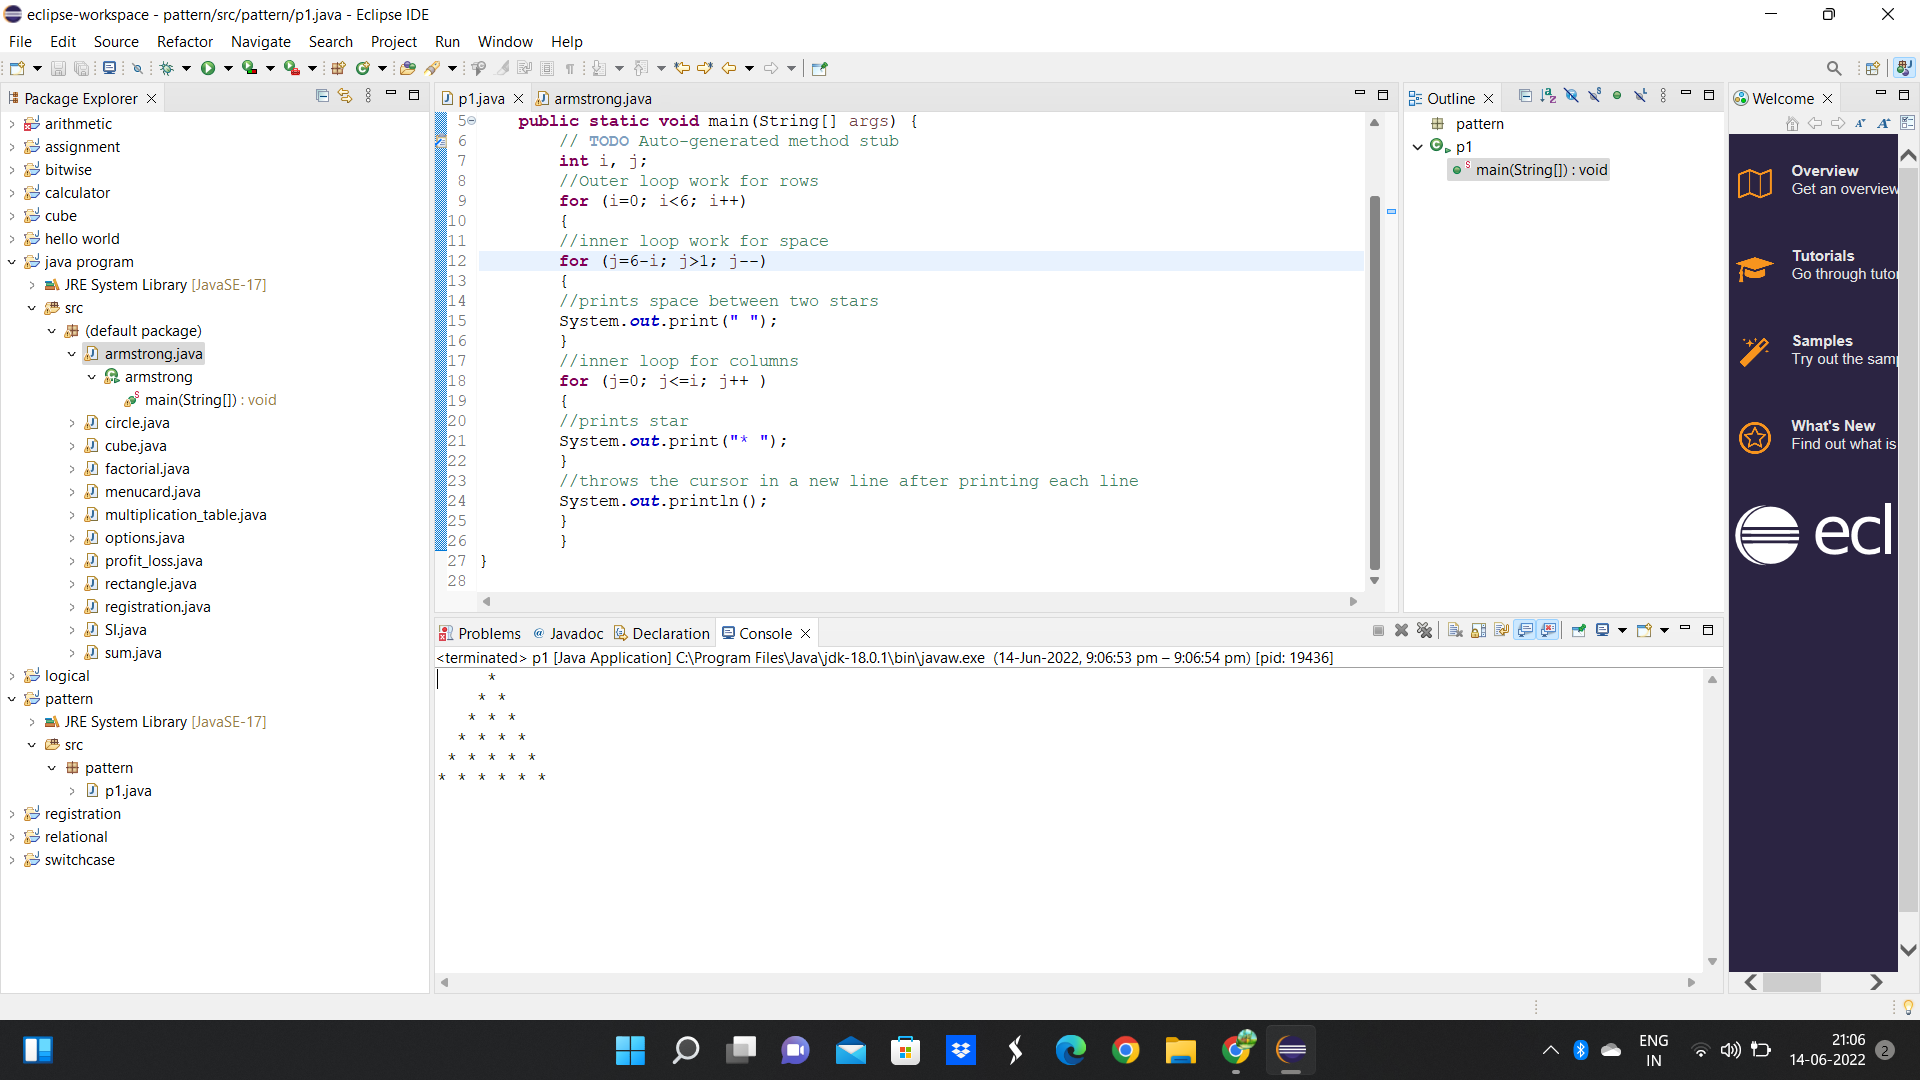 eclipse-workspace - pattern/src/pattern/p1.java - Eclipse IDE
File Edit Source Refactor Navigate Search Project Run Window Help
Package Explorer
arithmetic
assignment
bitwise
calculator
cube
hello world
java program
JRE System Library [JavaSE-17]
src
(default package)
armstrong.java
armstrong
main(String[]) : void
circle.java
cube.java
factorial.java
menucard.java
multiplication_table.java
options.java
profit_loss.java
rectangle.java
registration.java
SI.java
sum.java
logical
pattern
JRE System Library [JavaSE-17]
src
pattern
p1.java
registration
relational
switchcase
p1.java armstrong.java
5 public static void main(String[] args) {
6 // TODO Auto-generated method stub
7 int i, j;
8 //Outer loop work for rows
9 for (i=0; i<6; i++)
10 {
11 //inner loop work for space
12 for (j=6-i; j>1; j--)
13 {
14 //prints space between two stars
15 System.out.print(" ");
16 }
17 //inner loop for columns
18 for (j=0; j<=i; j++ )
19 {
20 //prints star
21 System.out.print("* ");
22 }
23 //throws the cursor in a new line after printing each line
24 System.out.println();
25 }
26 }
27 }
28
Outline
pattern
p1
main(String[]) : void
Welcome
Overview
Get an overview
Tutorials
Go through tutor
Samples
Try out the samp
What's New
Find out what is
ecl
Problems Javadoc Declaration Console
<terminated> p1 [Java Application] C:\Program Files\Java\jdk-18.0.1\bin\javaw.exe (14-Jun-2022, 9:06:53 pm – 9:06:54 pm) [pid: 19436]
*
* *
* * *
* * * *
* * * * *
* * * * * *
ENG
IN
21:06
14-06-2022
2